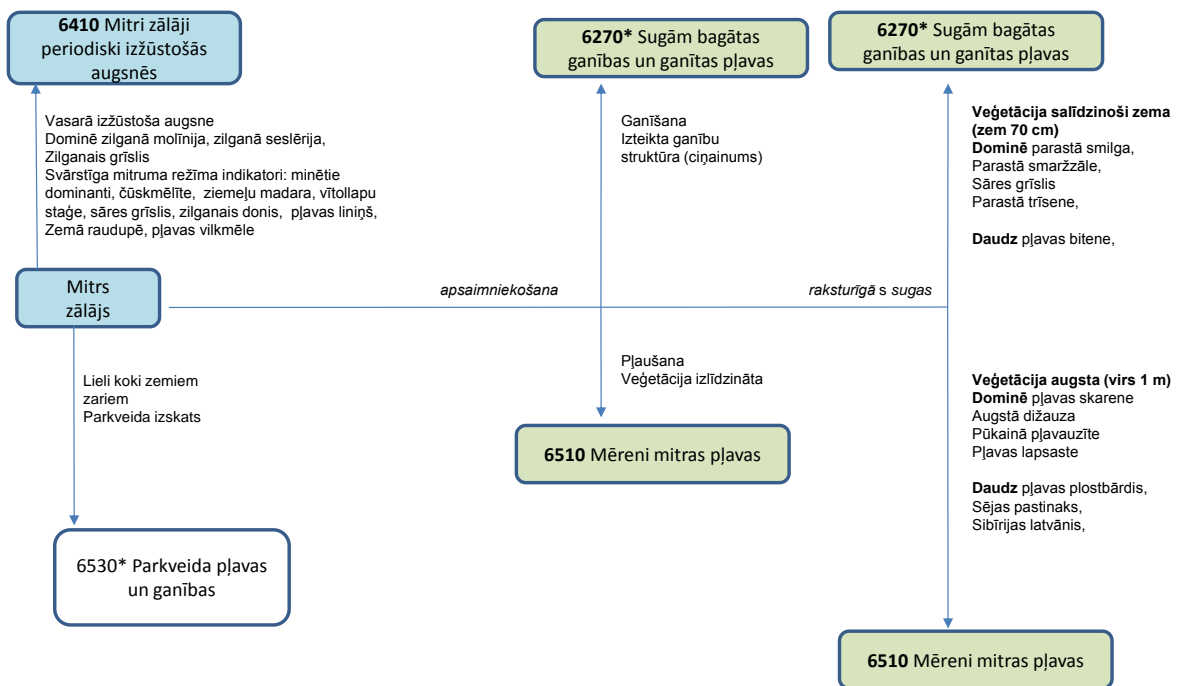 6410 Mitri zālāji
periodiski izžūstošās
augsnēs
6270* Sugām bagātas
ganības un ganītas pļavas
6270* Sugām bagātas
ganības un ganītas pļavas
Vasarā izžūstoša augsne
Dominē zilganā molīnija, zilganā seslērija,
Zilganais grīslis
Svārstīga mitruma režīma indikatori: minētie
dominanti, čūskmēlīte, ziemeļu madara, vītollapu
staģe, sāres grīslis, zilganais donis, pļavas liniņš,
Zemā raudupē, pļavas vilkmēle
Ganīšana
Izteikta ganību
struktūra (ciņainums)
Veģetācija salīdzinoši zema
(zem 70 cm)
Dominē parastā smilga,
Parastā smaržzāle,
Sāres grīslis
Parastā trīsene,
Daudz pļavas bitene,
Mitrs
zālājs
apsaimniekošana
raksturīgā s sugas
Lieli koki zemiem
zariem
Parkveida izskats
Pļaušana
Veģetācija izlīdzināta
Veģetācija augsta (virs 1 m)
Dominē pļavas skarene
Augstā dižauza
Pūkainā pļavauzīte
Pļavas lapsaste
Daudz pļavas plostbārdis,
Sējas pastinaks,
Sibīrijas latvānis,
6510 Mēreni mitras pļavas
6530* Parkveida pļavas
un ganības
6510 Mēreni mitras pļavas